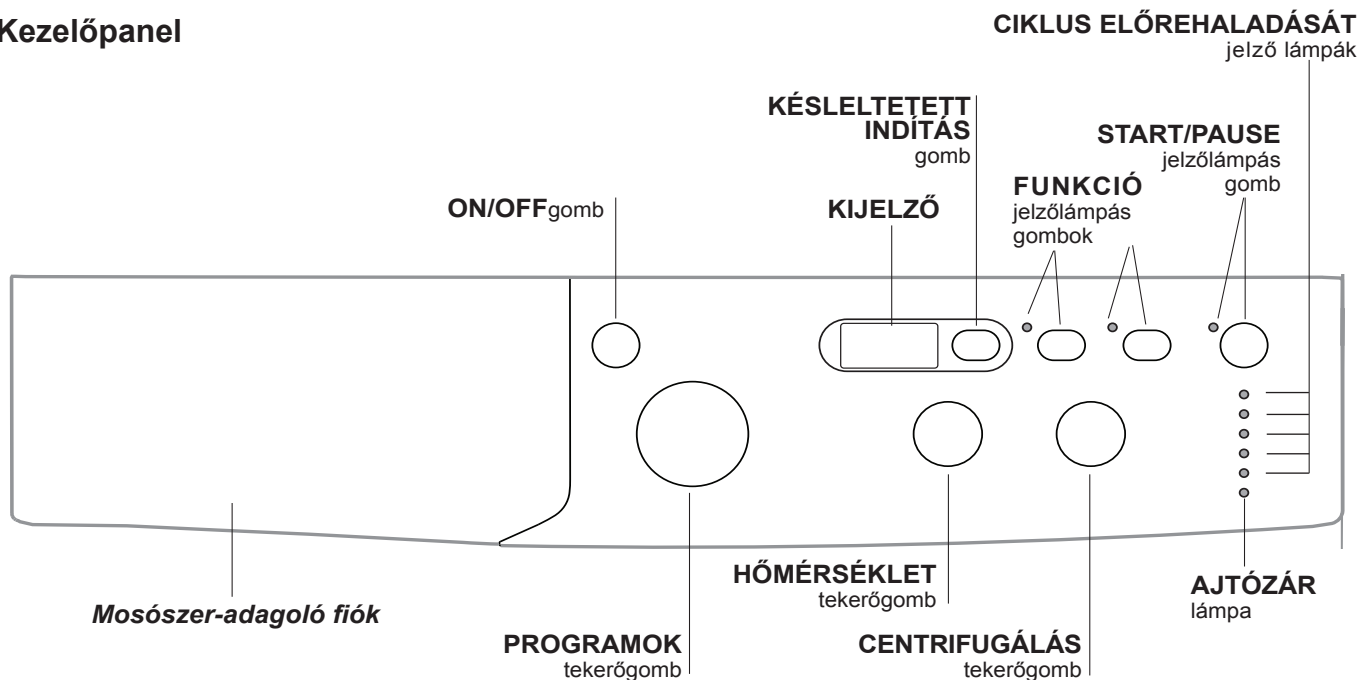 Kezelőpanel
CIKLUS ELŐREHALADÁSÁT
jelző lámpák
KÉSLELTETETT
INDÍTÁS
gomb
START/PAUSE
jelzőlámpás
gomb
FUNKCIÓ
jelzőlámpás
gombok
ON/OFFgomb
KIJELZŐ
Mosószer-adagoló fiók
PROGRAMOK
tekerőgomb
HŐMÉRSÉKLET
tekerőgomb
CENTRIFUGÁLÁS
tekerőgomb
AJTÓZÁR
lámpa